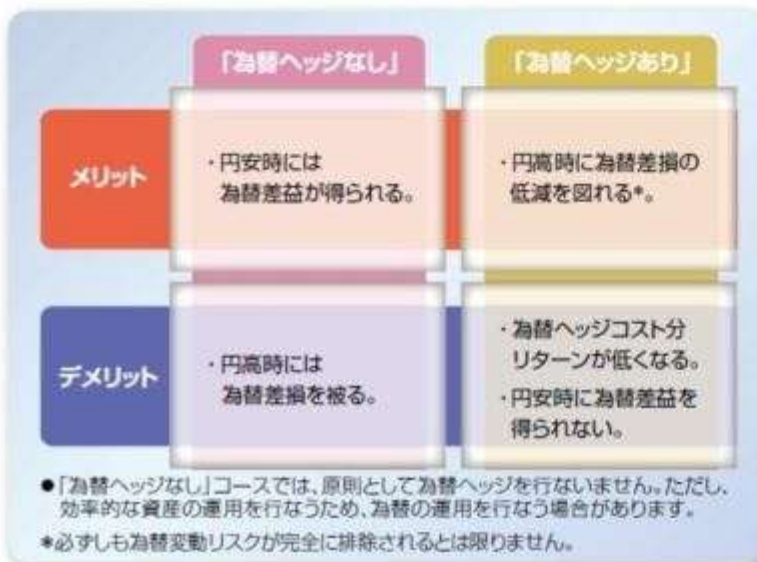 「為替ヘッジなし」
「為替ヘッジあり」
メリット
・円安時には
為替差益が得られる。
・円高時に為替差損の
低減を図れる*。
デメリット
・円高時には
為替差損を被る。
・為替ヘッジコスト分
リターンが低くなる。
・円安時に為替差益を
得られない。
●「為替ヘッジなし」コースでは、原則として為替ヘッジを行ないません。ただし、
効率的な資産の運用を行なうため、為替の運用を行なう場合があります。
*必ずしも為替変動リスクが完全に排除されるとは限りません。